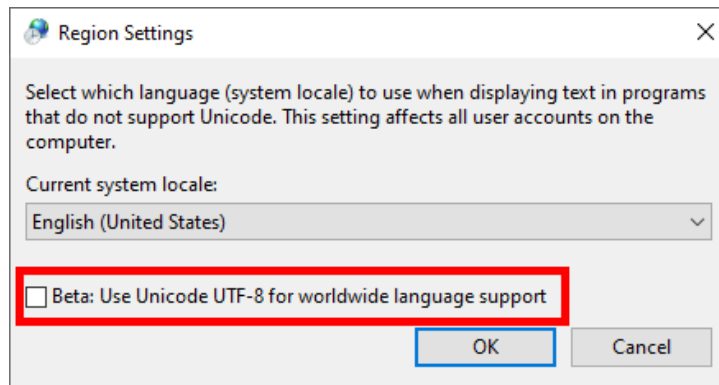 Region Settings
Select which language (system locale) to use when displaying text in programs
that do not support Unicode. This setting affects all user accounts on the
computer.
Current system locale:
English (United States)
Beta: Use Unicode UTF-8 for worldwide language support
OK Cancel